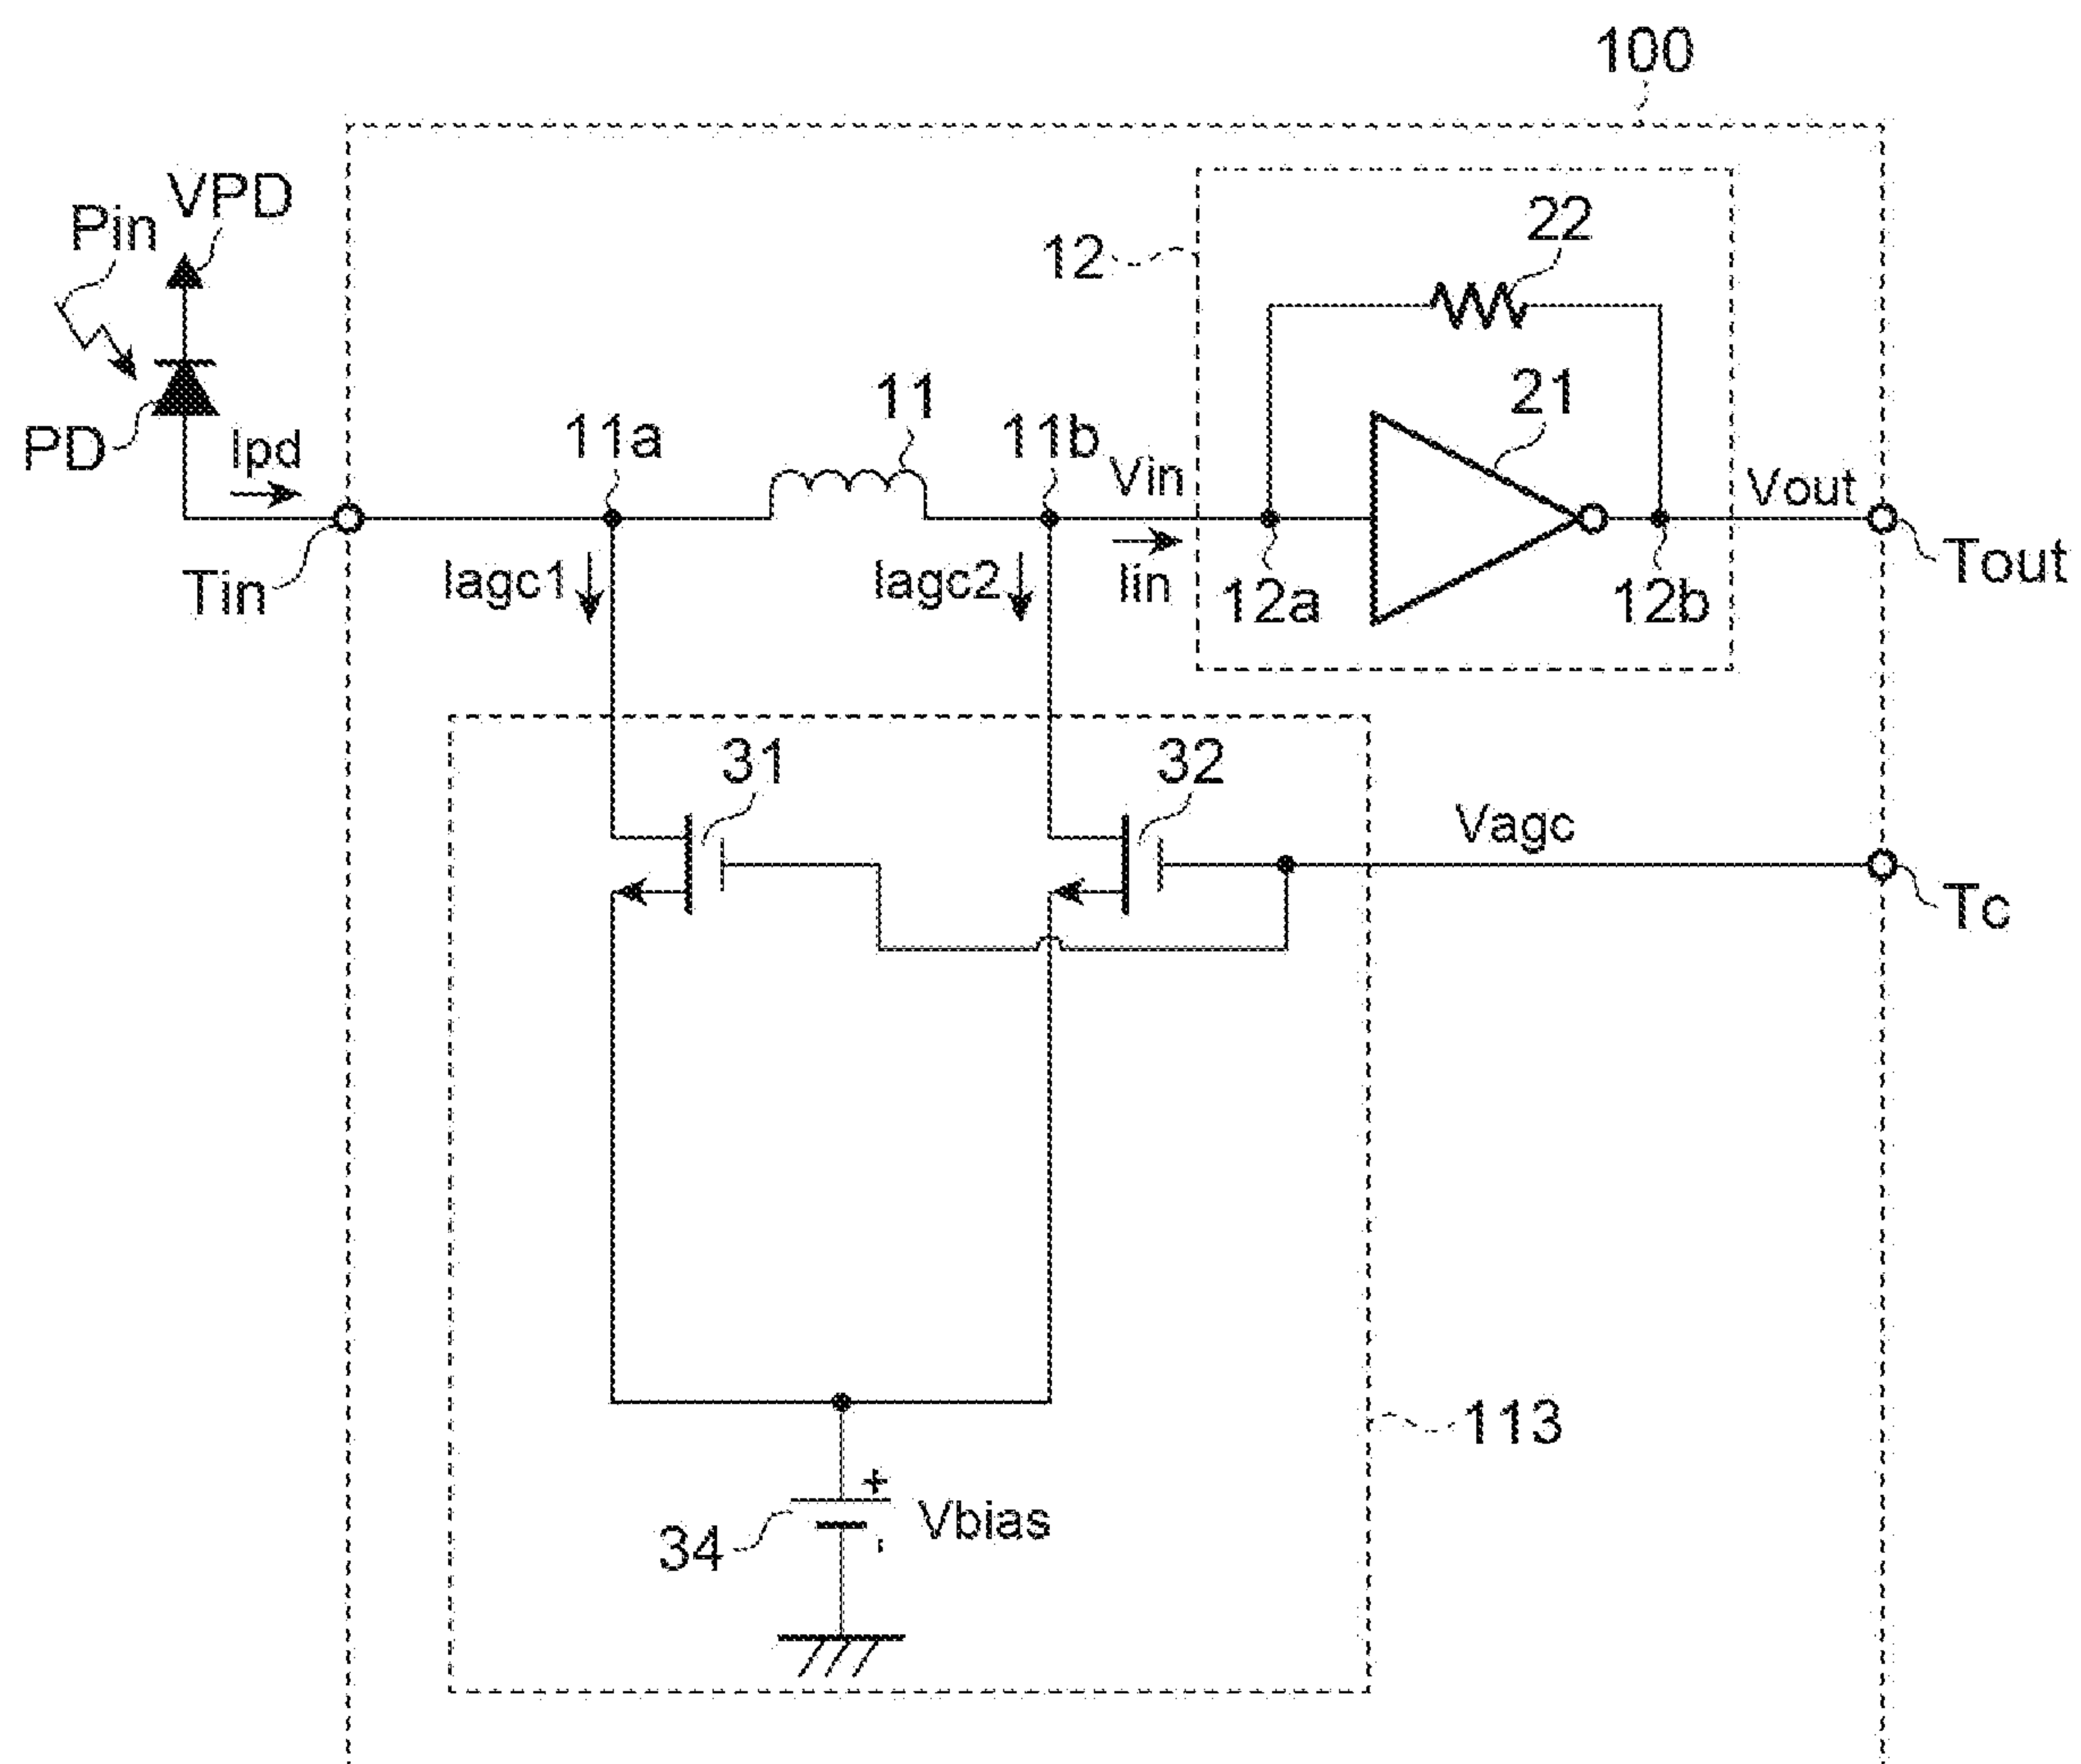 100
VPD
Pin
22
12
21
11
11a
11b
PD
Ipd
Vin
Vout
Tin
Iagc1
Iagc2
Iin
12a
12b
Tout
31
32
Vagc
Tc
113
+
Vbias
34
-